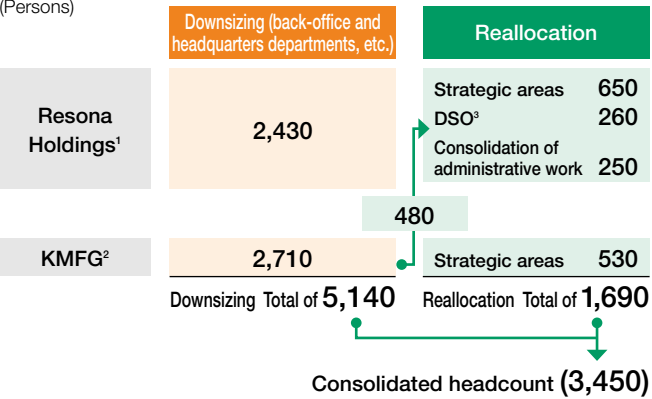 (Persons)
Downsizing (back-office and
headquarters departments, etc.)
Reallocation
Resona
Holdings¹
2,430
Strategic areas 650
DSO³ 260
Consolidation of
administrative work 250
480
KMFG²
2,710
Strategic areas 530
Downsizing Total of 5,140
Reallocation Total of 1,690
Consolidated headcount (3,450)